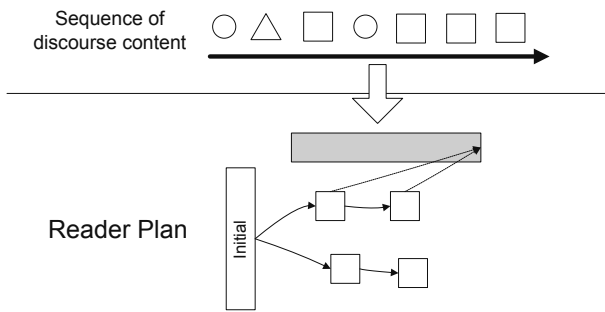 Sequence of
discourse content
Reader Plan
Initial